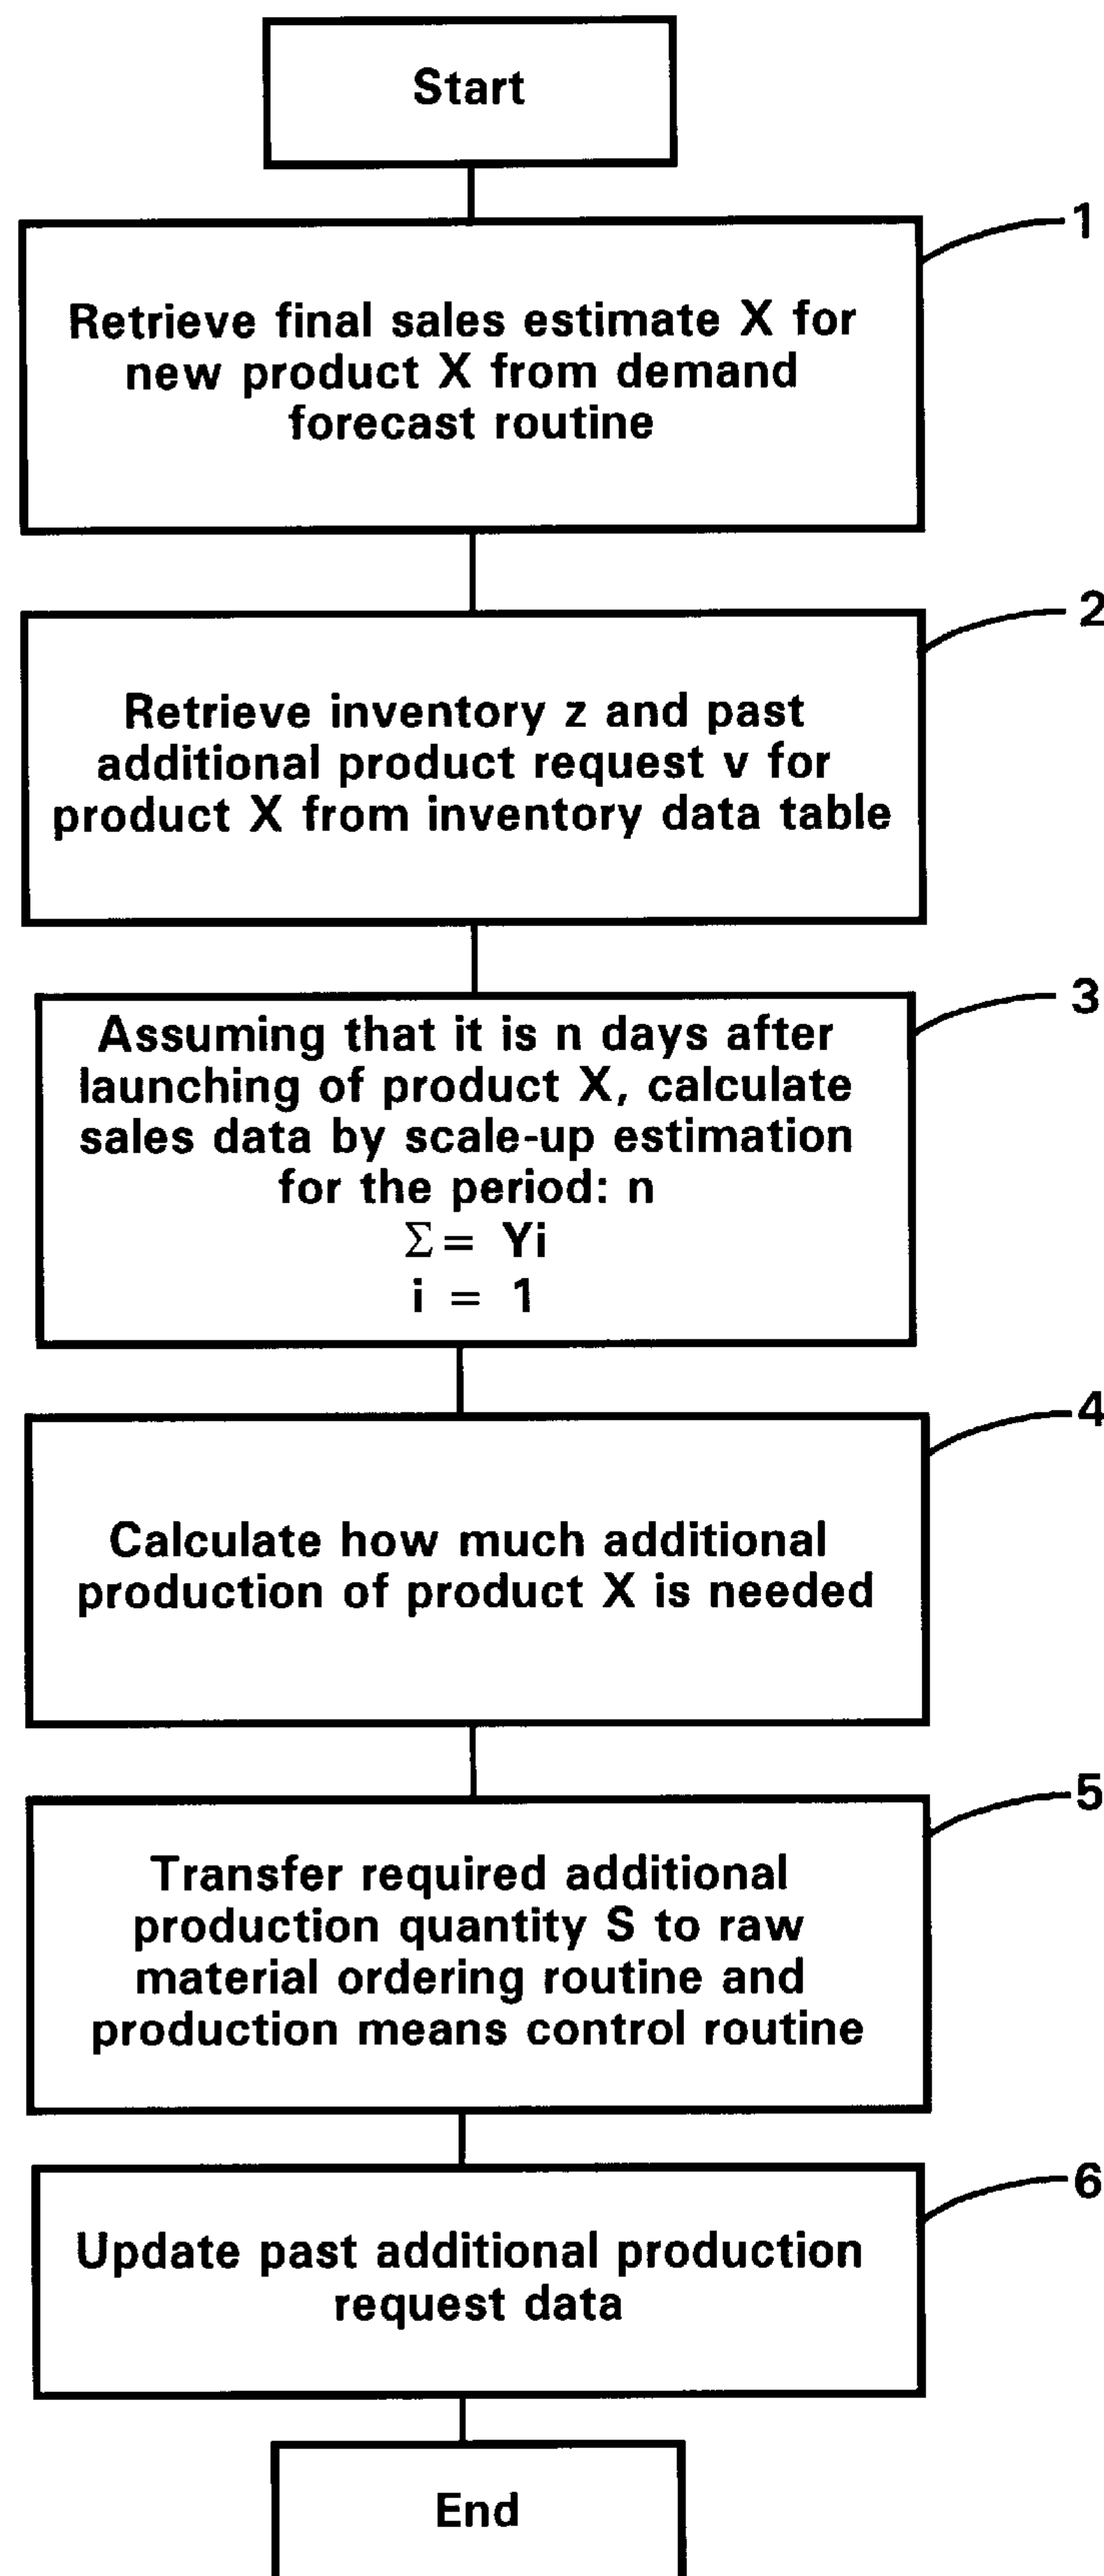 Start
1
Retrieve final sales estimate X for
new product X from demand
forecast routine
2
Retrieve inventory z and past
additional product request v for
product X from inventory data table
3
Assuming that it is n days after
launching of product X, calculate
sales data by scale-up estimation
for the period: n
Σ= Yi
i = 1
4
Calculate how much additional
production of product X is needed
5
Transfer required additional
production quantity S to raw
material ordering routine and
production means control routine
6
Update past additional production
request data
End